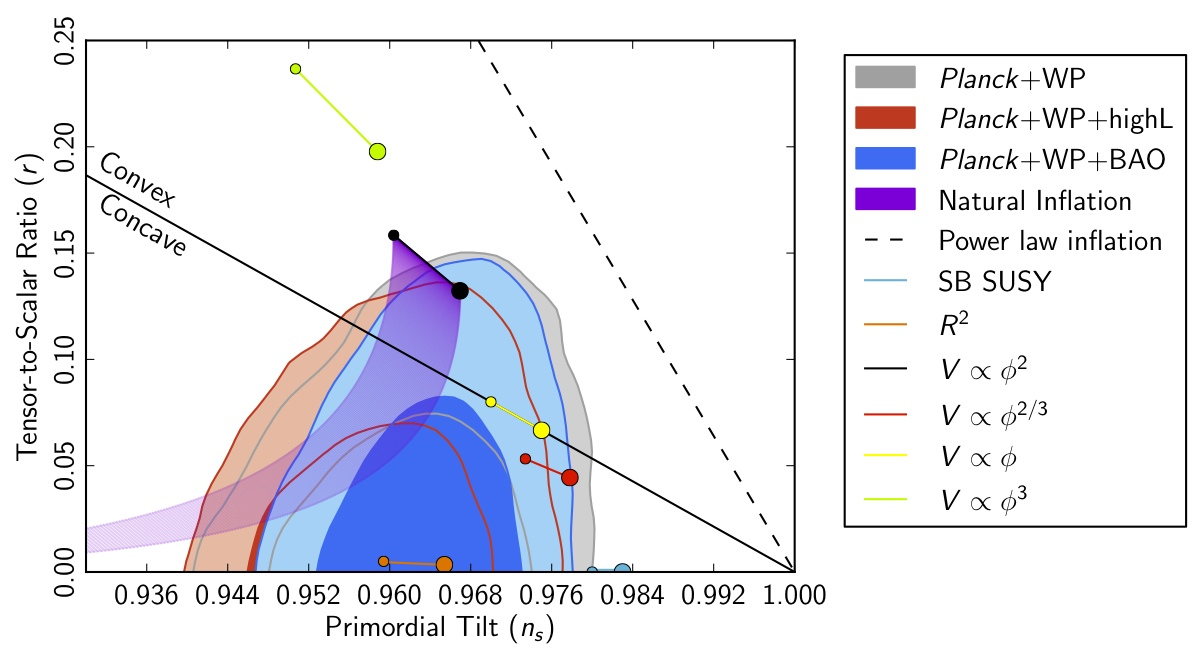 0.25
0.20
0.15
0.10
0.05
0.00
Tensor-to-Scalar Ratio (r)
Convex
Concave
0.936 0.944 0.952 0.960 0.968 0.976 0.984 0.992 1.000
Primordial Tilt (nₛ)
Planck+WP
Planck+WP+highL
Planck+WP+BAO
Natural Inflation
Power law inflation
SB SUSY
R²
V ∝ ϕ²
V ∝ ϕ²ᐟ³
V ∝ ϕ
V ∝ ϕ³